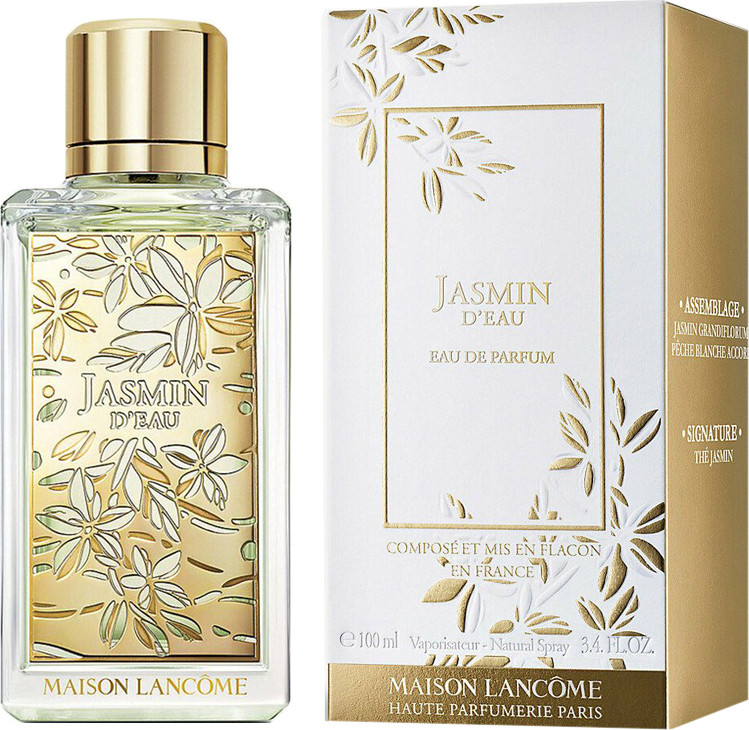 JASMIN
D'EAU
MAISON LANCÔME
JASMIN
D'EAU
EAU DE PARFUM
COMPOSÉ ET MIS EN FLACON
EN FRANCE
℮ 100 ml Vaporisateur - Natural Spray 3.4. FL.OZ.
MAISON LANCÔME
HAUTE PARFUMERIE PARIS
• ASSEMBLAGE •
JASMIN GRANDIFLORUM
PÊCHE BLANCHE ACCORD
• SIGNATURE •
THÉ JASMIN